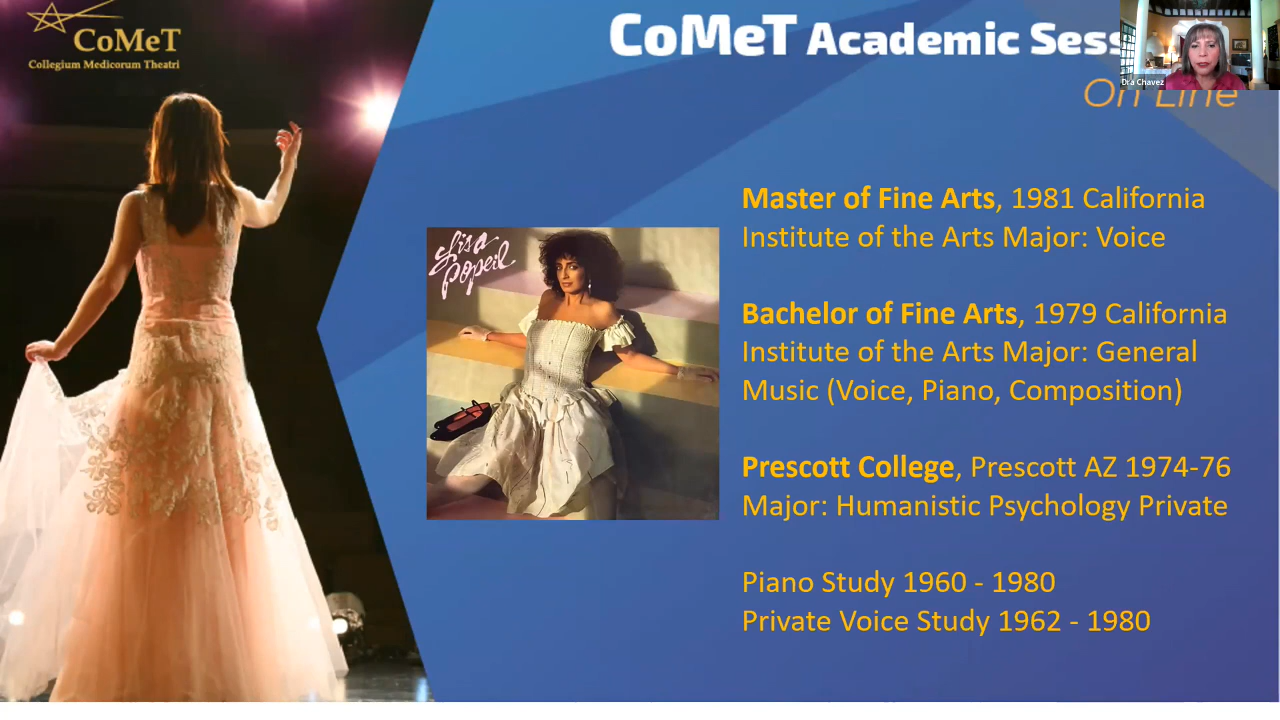 CoMeT
Collegium Medicorum Theatri
CoMeT Academic Sess
On Line
Dra Chavez
Lisa
Popeil
Master of Fine Arts, 1981 California
Institute of the Arts Major: Voice
Bachelor of Fine Arts, 1979 California
Institute of the Arts Major: General
Music (Voice, Piano, Composition)
Prescott College, Prescott AZ 1974-76
Major: Humanistic Psychology Private
Piano Study 1960 - 1980
Private Voice Study 1962 - 1980